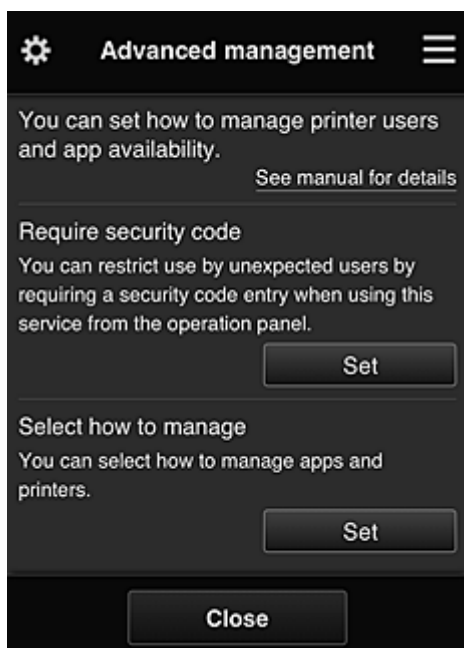 Advanced management
You can set how to manage printer users
and app availability.
See manual for details
Require security code
You can restrict use by unexpected users by
requiring a security code entry when using this
service from the operation panel.
Set
Select how to manage
You can select how to manage apps and
printers.
Set
Close